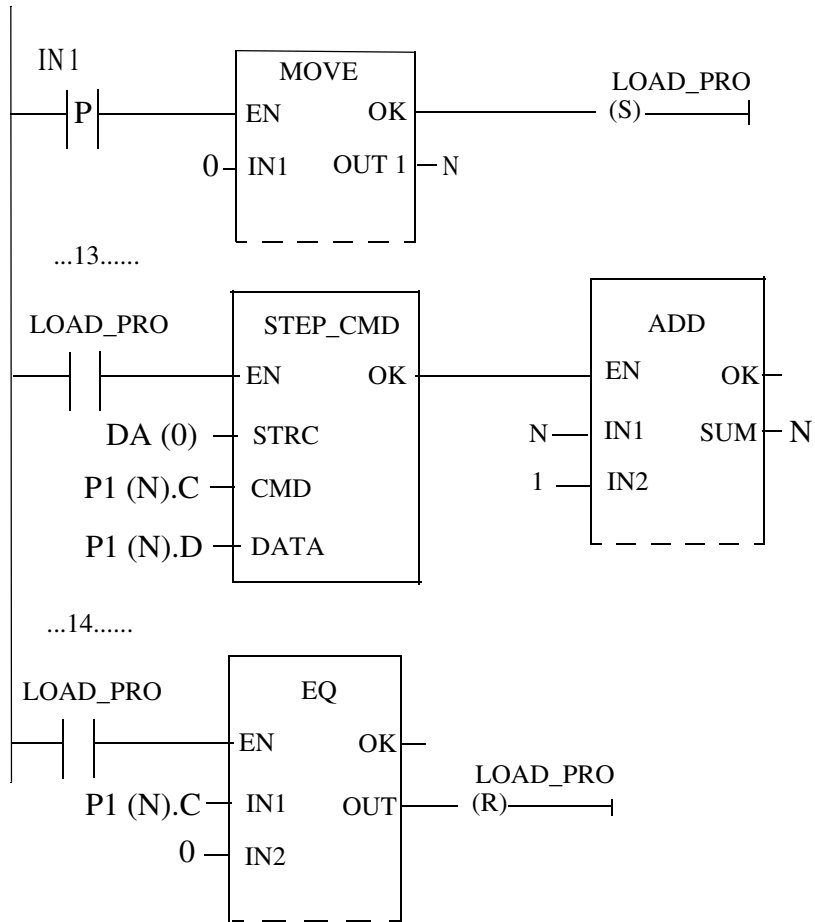 IN1
P
MOVE
EN OK
0 IN1 OUT 1 N
LOAD_PRO
(S)
...13......
LOAD_PRO
STEP_CMD
EN OK
DA (0) STRC
P1 (N).C CMD
P1 (N).D DATA
ADD
EN OK
N IN1 SUM N
1 IN2
...14......
LOAD_PRO
EQ
EN OK
P1 (N).C IN1 OUT
0 IN2
LOAD_PRO
(R)